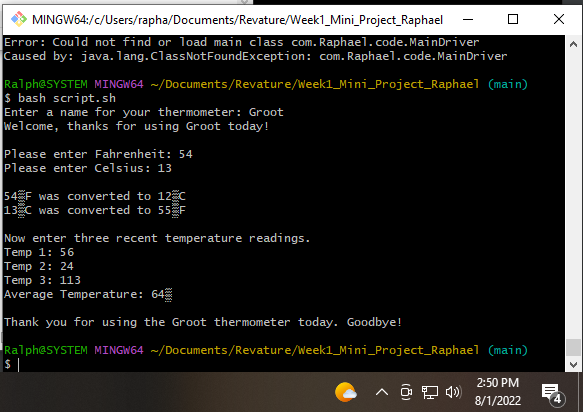 MINGW64:/c/Users/rapha/Documents/Revature/Week1_Mini_Project_Raphael
Error: Could not find or load main class com.Raphael.code.MainDriver
Caused by: java.lang.ClassNotFoundException: com.Raphael.code.MainDriver
Ralph@SYSTEM MINGW64 ~/Documents/Revature/Week1_Mini_Project_Raphael (main)
$ bash script.sh
Enter a name for your thermometer: Groot
Welcome, thanks for using Groot today!
Please enter Fahrenheit: 54
Please enter Celsius: 13
54▒F was converted to 12▒C
13▒C was converted to 55▒F
Now enter three recent temperature readings.
Temp 1: 56
Temp 2: 24
Temp 3: 113
Average Temperature: 64▒
Thank you for using the Groot thermometer today. Goodbye!
Ralph@SYSTEM MINGW64 ~/Documents/Revature/Week1_Mini_Project_Raphael (main)
$
2:50 PM
8/1/2022
4